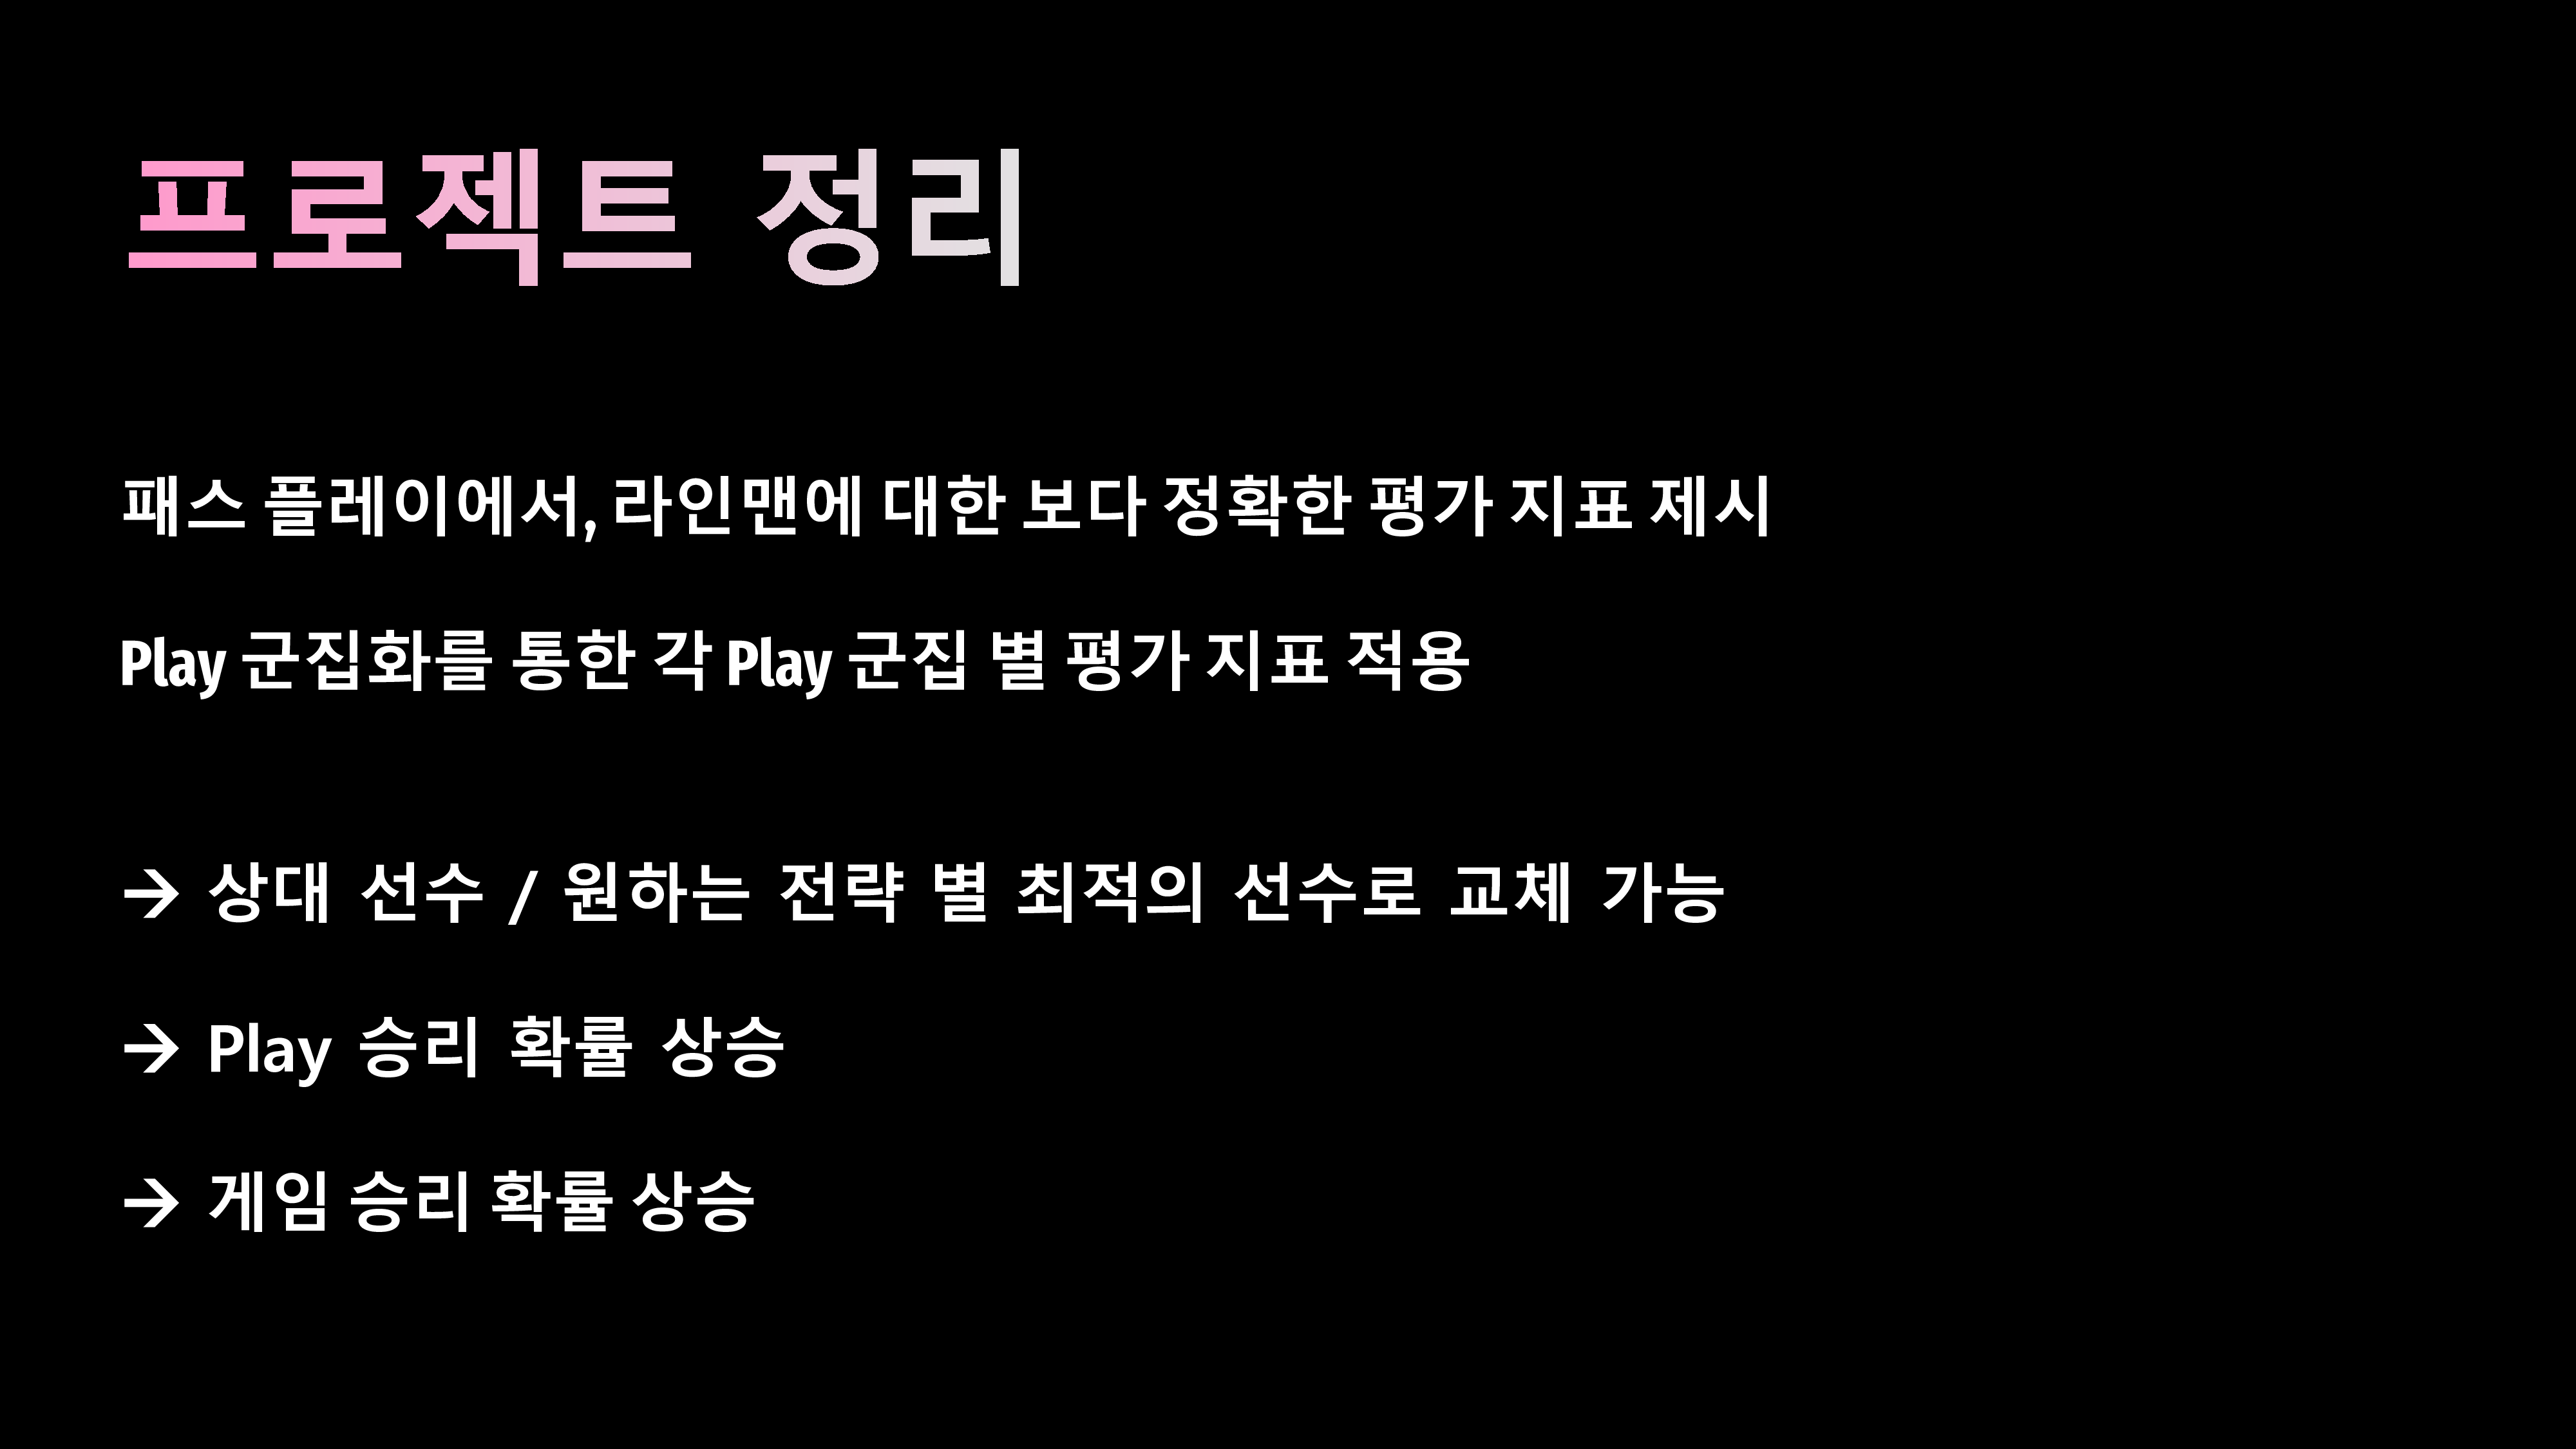 프로젝트 정리
패스 플레이에서, 라인맨에 대한 보다 정확한 평가 지표 제시
Play 군집화를 통한 각 Play 군집 별 평가 지표 적용
→ 상대 선수 / 원하는 전략 별 최적의 선수로 교체 가능
→ Play 승리 확률 상승
→ 게임 승리 확률 상승